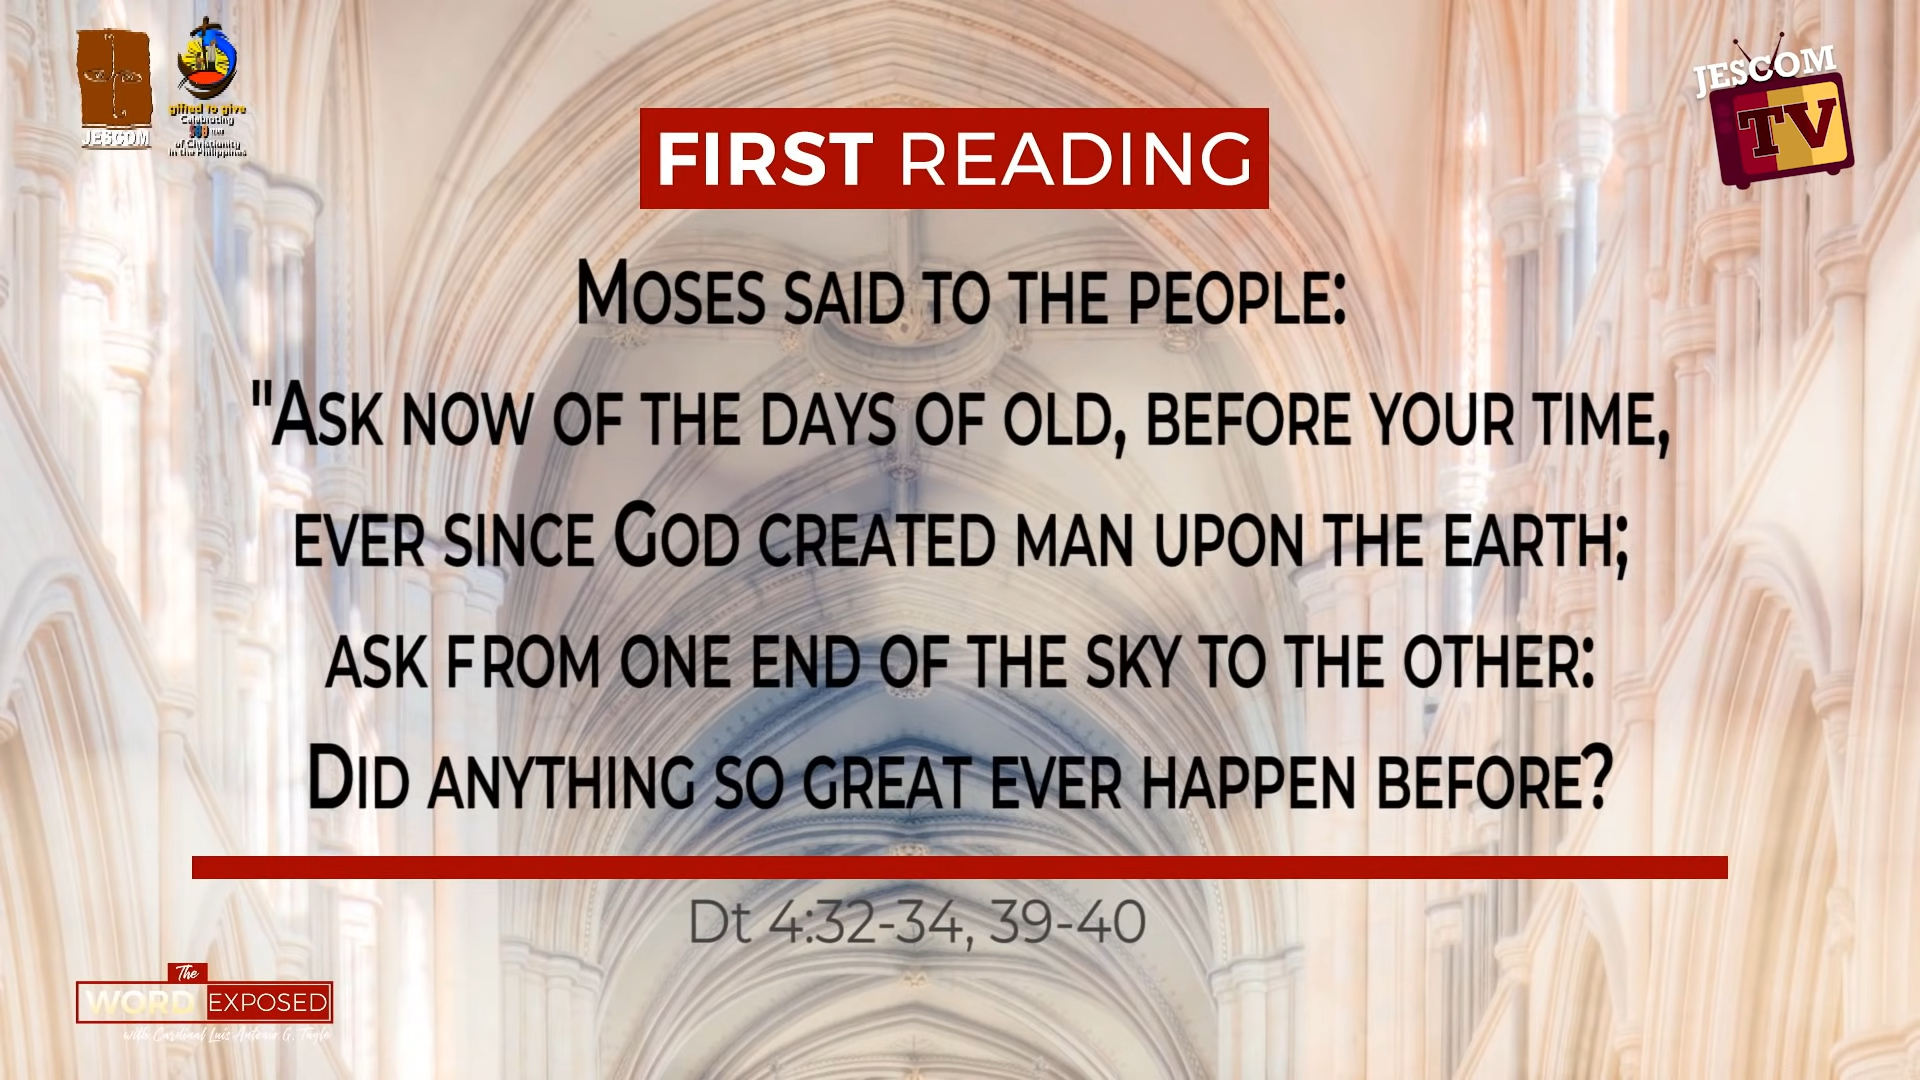 JESCOM
gifted to give
Celebrating
500 YEARS
of Christianity
in the Philippines
JESCOM
TV
FIRST READING
MOSES SAID TO THE PEOPLE:
"ASK NOW OF THE DAYS OF OLD, BEFORE YOUR TIME,
EVER SINCE GOD CREATED MAN UPON THE EARTH;
ASK FROM ONE END OF THE SKY TO THE OTHER:
DID ANYTHING SO GREAT EVER HAPPEN BEFORE?
Dt 4:32-34, 39-40
The
WORD EXPOSED
with Cardinal Luis Antonio G. Tagle